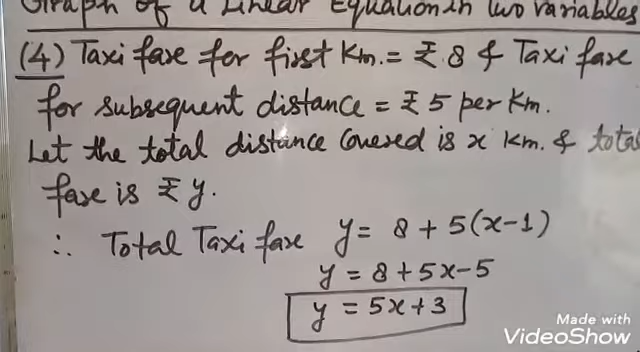 Graph of a Linear Equation in two variables
(4) Taxi fare for first Km. = ₹ 8 & Taxi fare
for subsequent distance = ₹ 5 per Km.
Let the total distance Covered is x Km. & total
fare is ₹ y.
∴ Total Taxi fare y = 8 + 5(x-1)
y = 8 + 5x - 5
y = 5x + 3
Made with
VideoShow